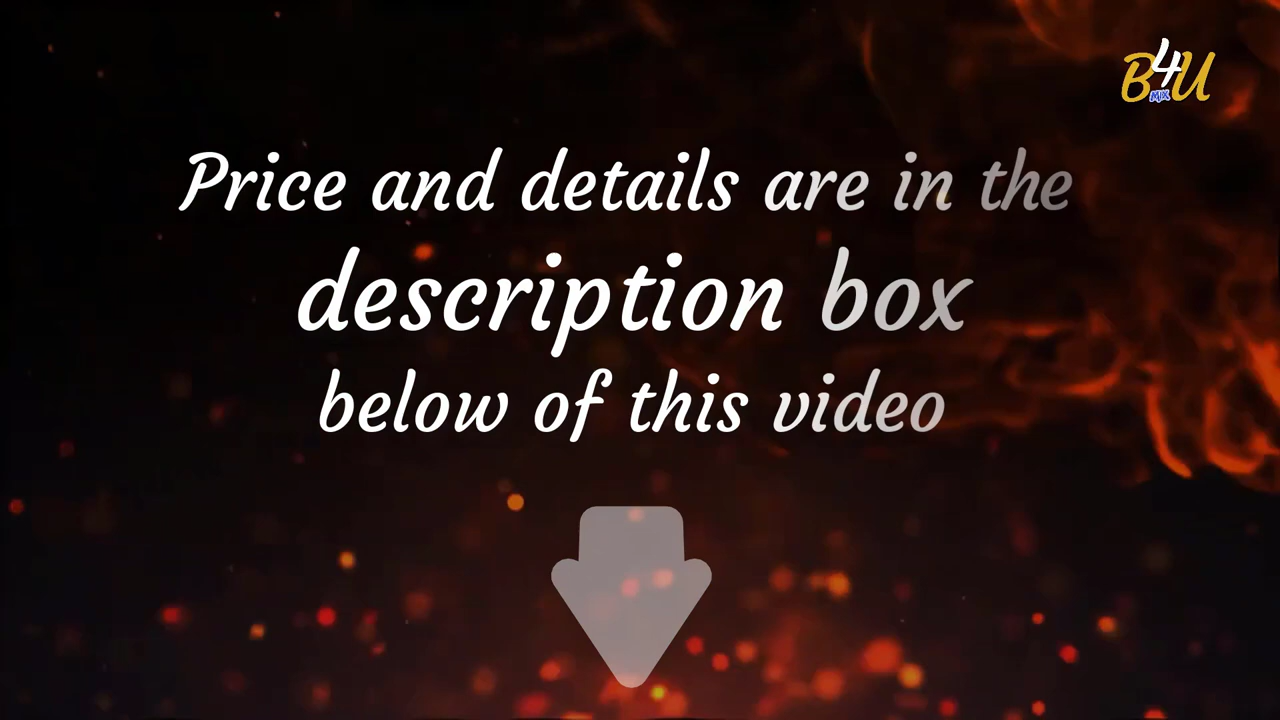 B4U
MIX
Price and details are in the
description box
below of this video